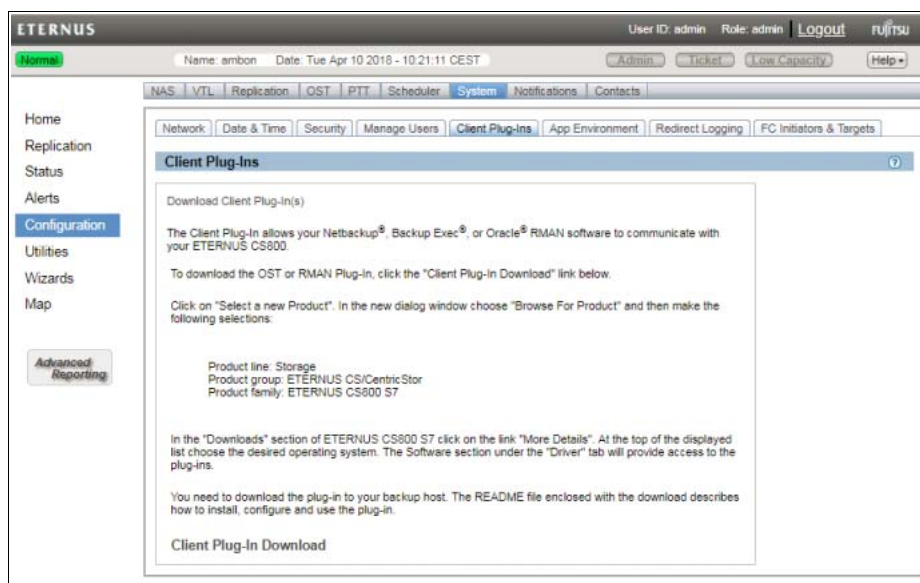 ETERNUS
User ID: admin Role: admin Logout FUJITSU
Normal Name: ambon Date: Tue Apr 10 2018 - 10:21:11 CEST Admin Ticket Low Capacity Help
NAS VTL Replication OST PTT Scheduler System Notifications Contacts
Home
Replication
Status
Alerts
Configuration
Utilities
Wizards
Map
Advanced
Reporting
Network Date & Time Security Manage Users Client Plug-Ins App Environment Redirect Logging FC Initiators & Targets
Client Plug-Ins ?
Download Client Plug-In(s)
The Client Plug-In allows your Netbackup®, Backup Exec®, or Oracle® RMAN software to communicate with
your ETERNUS CS800.
To download the OST or RMAN Plug-In, click the "Client Plug-In Download" link below.
Click on "Select a new Product". In the new dialog window choose "Browse For Product" and then make the
following selections:
Product line: Storage
Product group: ETERNUS CS/CentricStor
Product family: ETERNUS CS800 S7
In the "Downloads" section of ETERNUS CS800 S7 click on the link "More Details". At the top of the displayed
list choose the desired operating system. The Software section under the "Driver" tab will provide access to the
plug-ins.
You need to download the plug-in to your backup host. The README file enclosed with the download describes
how to install, configure and use the plug-in.
Client Plug-In Download